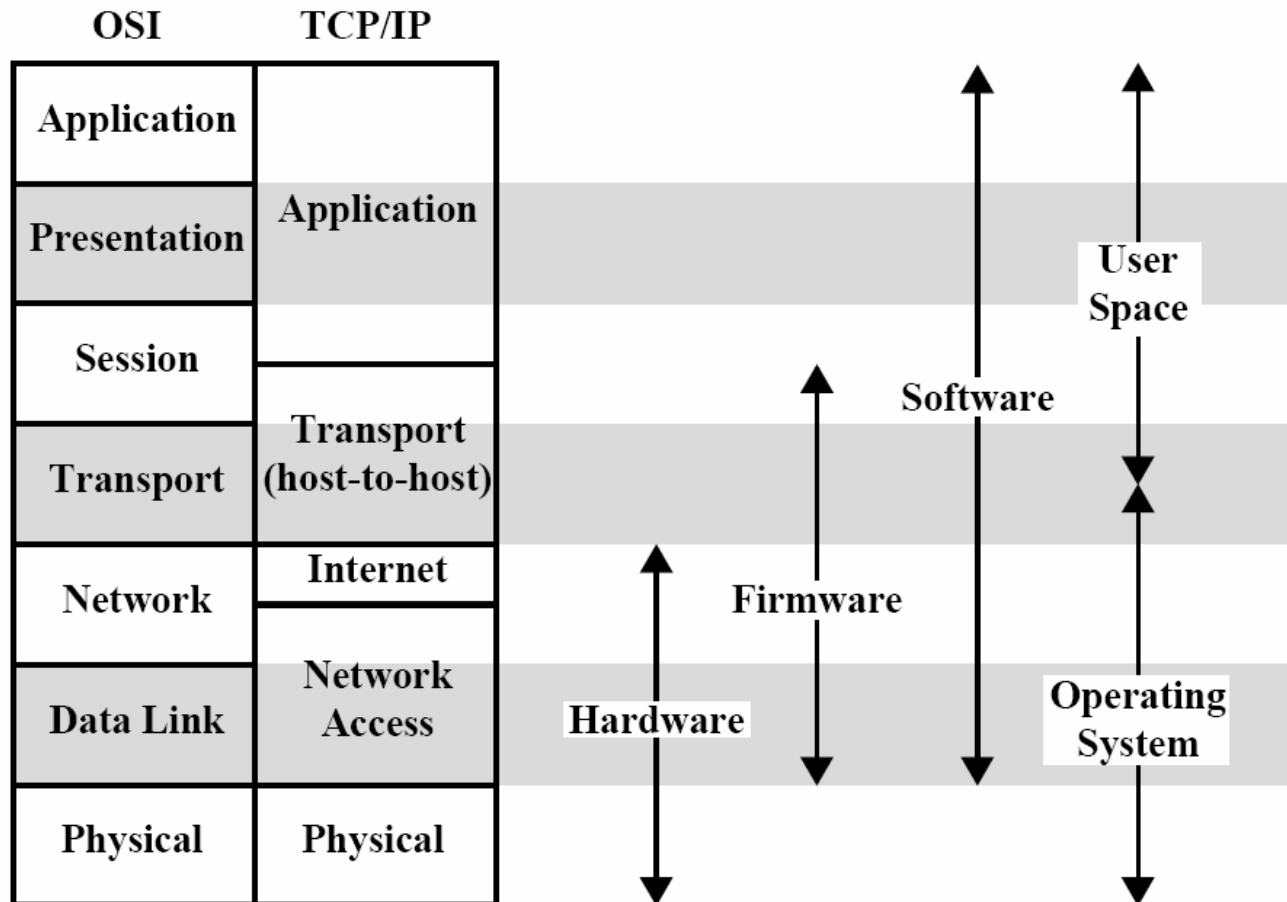 OSI
TCP/IP
Application
Presentation
Session
Transport
Network
Data Link
Physical
Application
Transport
(host-to-host)
Internet
Network
Access
Physical
Hardware
Firmware
Software
User
Space
Operating
System